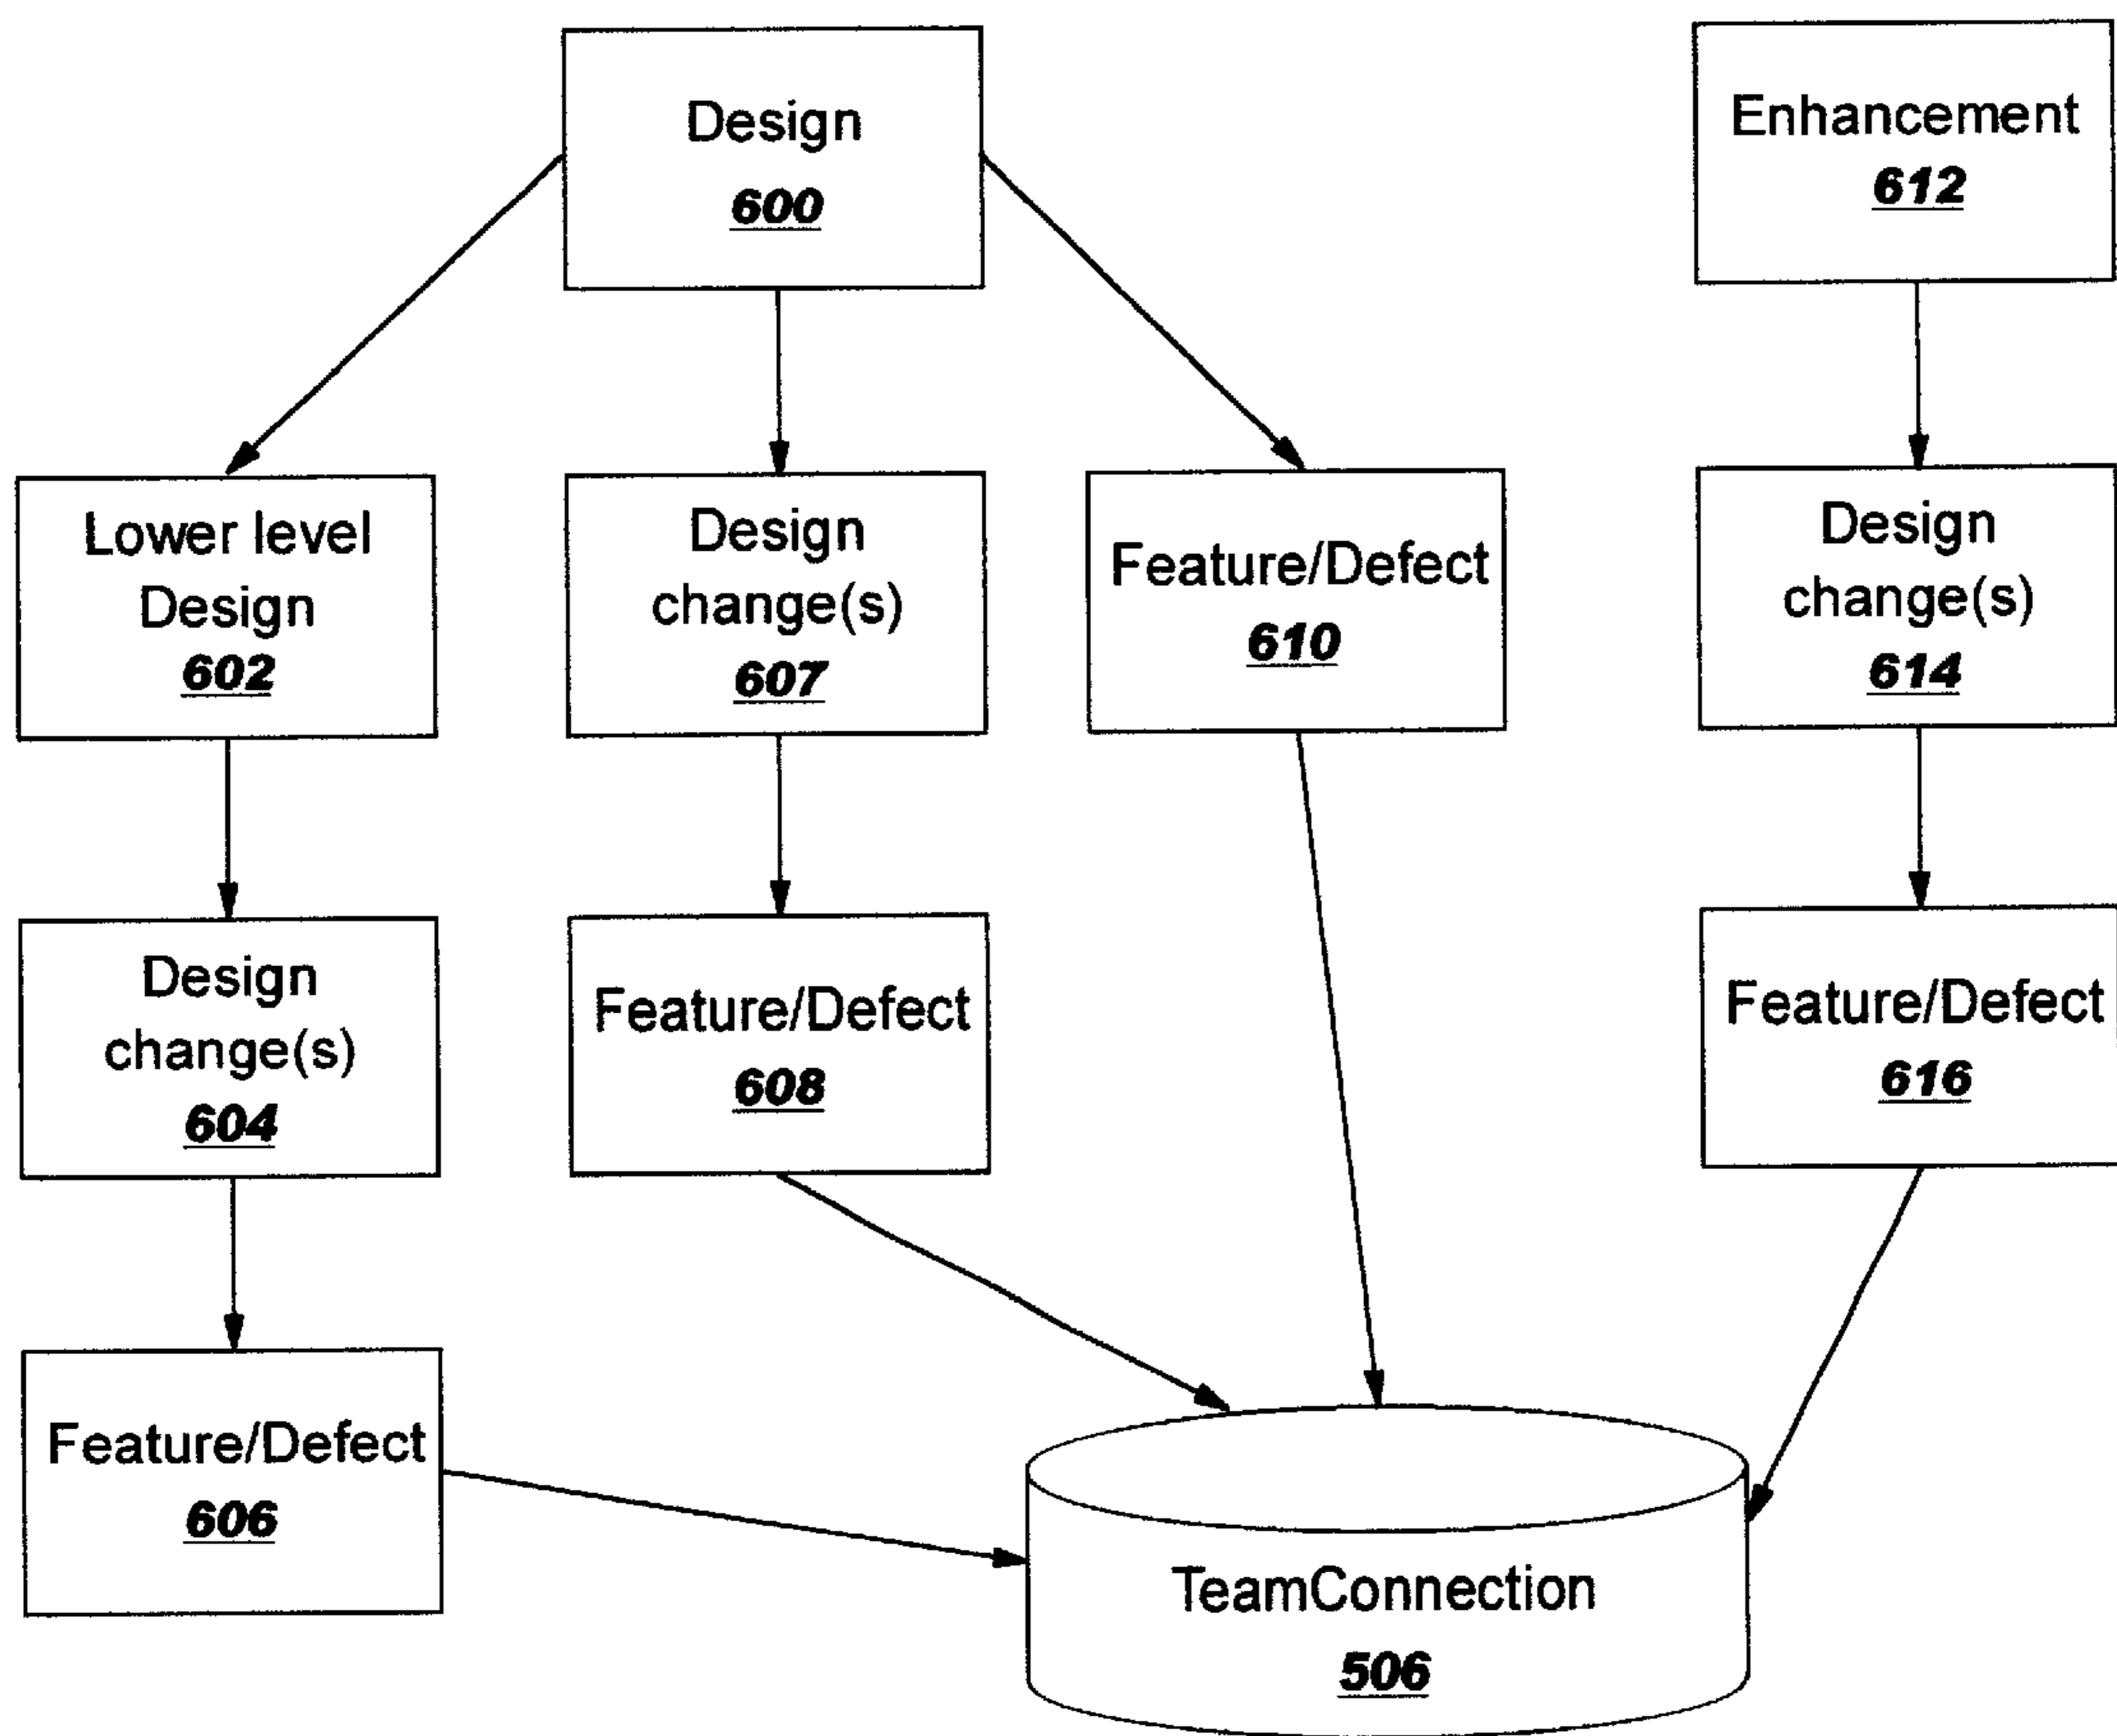 Design
600
Enhancement
612
Lower level
Design
602
Design
change(s)
607
Feature/Defect
610
Design
change(s)
614
Design
change(s)
604
Feature/Defect
608
Feature/Defect
616
Feature/Defect
606
TeamConnection
506